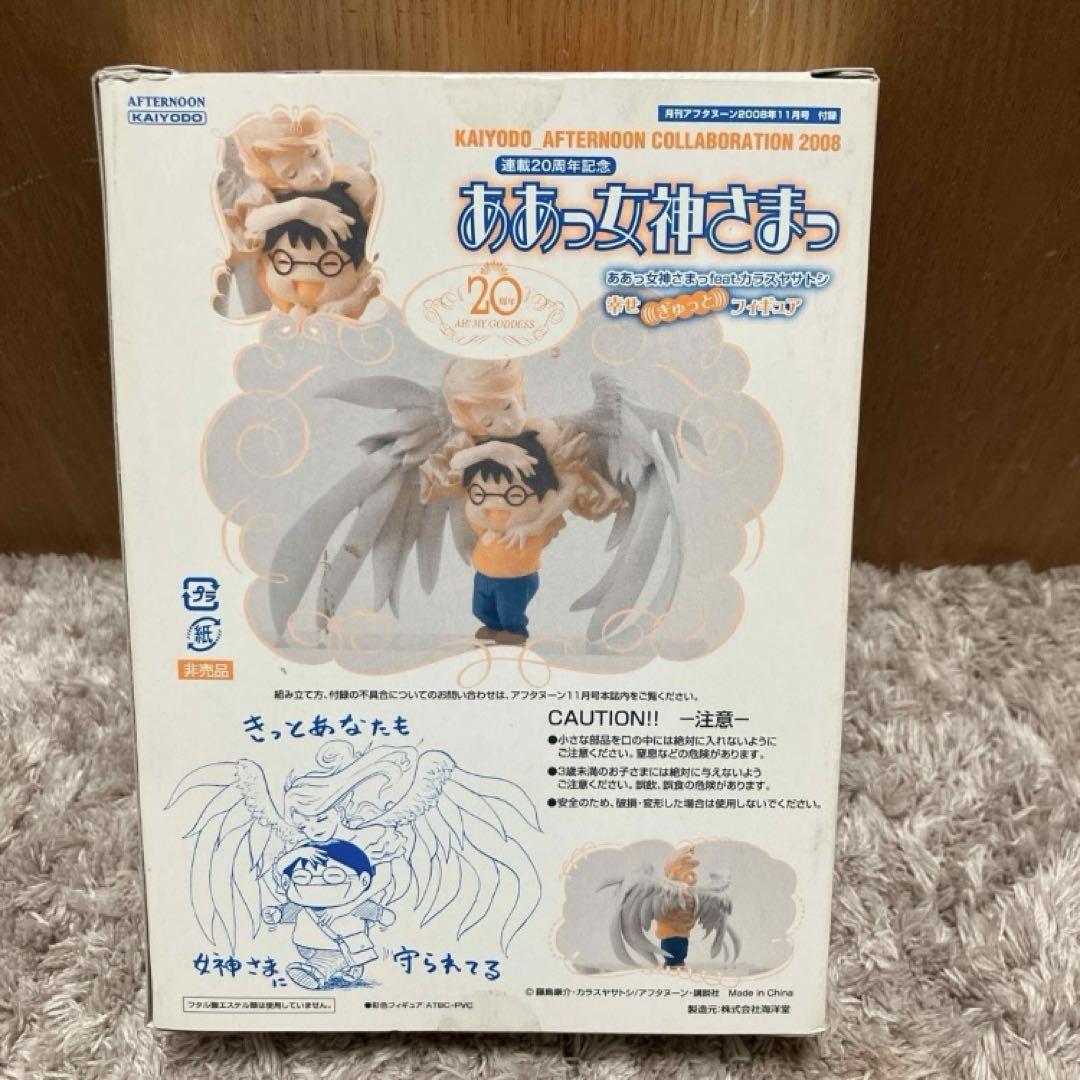 AFTERNOON
KAIYODO
月刊アフタヌーン2008年11月号 付録
KAIYODO_AFTERNOON COLLABORATION 2008
連載20周年記念
ああっ女神さまっ
ああっ女神さまっfeat.カラスヤサトシ
幸せ(((ぎゅっと)))フィギュア
20周年
AH! MY GODDESS
プラ
紙
非売品
組み立て方、付録の不具合についてのお問い合わせは、アフタヌーン11月号本誌内をご覧ください。
きっとあなたも
女神さまに
守られてる
CAUTION!! ー注意ー
●小さな部品を口の中には絶対に入れないように
ご注意ください。窒息などの危険があります。
●3歳未満のお子さまには絶対に与えないよう
ご注意ください。誤飲、誤食の危険があります。
●安全のため、破損・変形した場合は使用しないでください。
フタル酸エステル類は使用していません。
●彩色フィギュア:ATBC-PVC
©藤島康介・カラスヤサトシ/アフタヌーン・講談社 Made in China
製造元:株式会社海洋堂